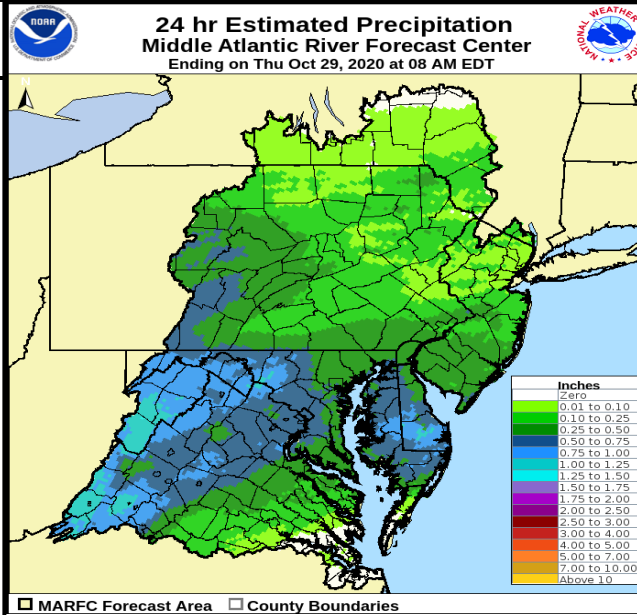 24 hr Estimated Precipitation
Middle Atlantic River Forecast Center
Ending on Thu Oct 29, 2020 at 08 AM EDT
NOAA
NATIONAL WEATHER
N
Inches
Zero
0.01 to 0.10
0.10 to 0.25
0.25 to 0.50
0.50 to 0.75
0.75 to 1.00
1.00 to 1.25
1.25 to 1.50
1.50 to 1.75
1.75 to 2.00
2.00 to 2.50
2.50 to 3.00
3.00 to 4.00
4.00 to 5.00
5.00 to 7.00
7.00 to 10.00
Above 10
MARFC Forecast Area County Boundaries